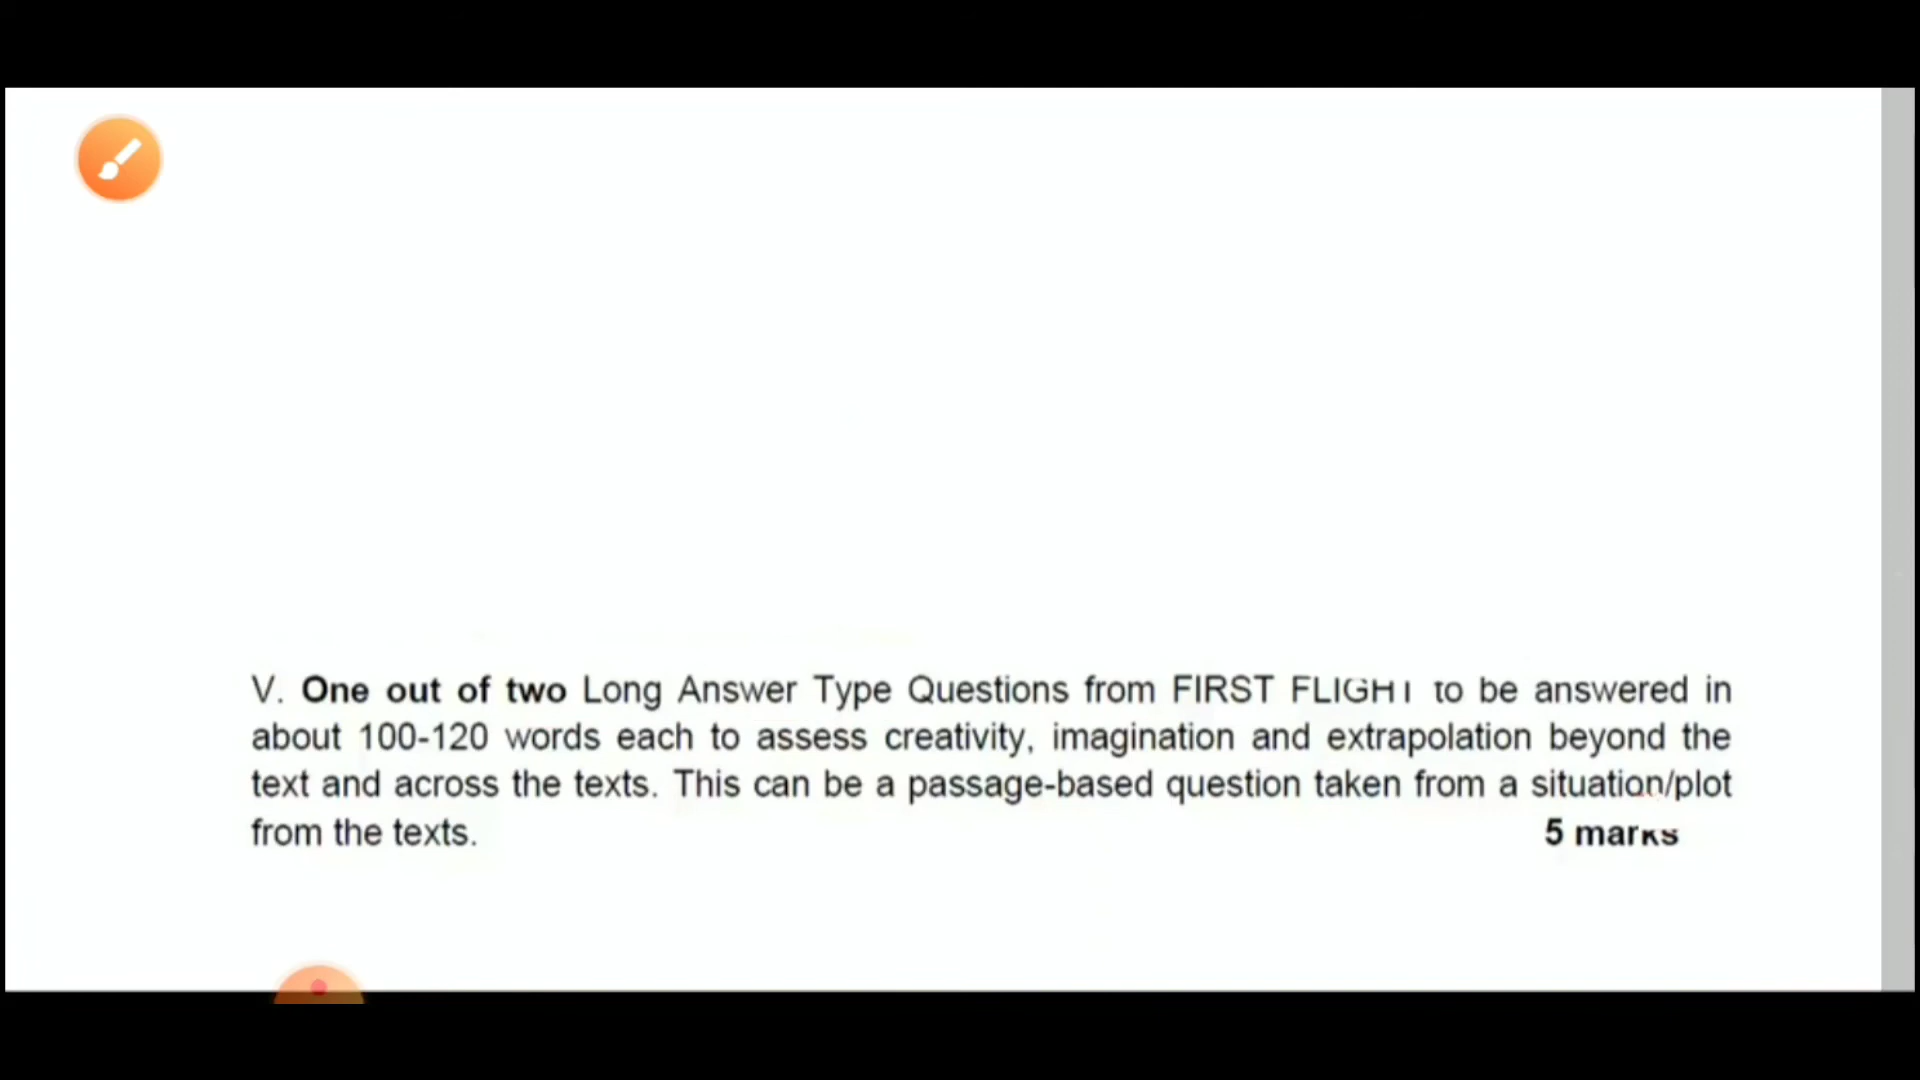 V. One out of two Long Answer Type Questions from FIRST FLIGHT to be answered in
about 100-120 words each to assess creativity, imagination and extrapolation beyond the
text and across the texts. This can be a passage-based question taken from a situation/plot
from the texts. 5 marks